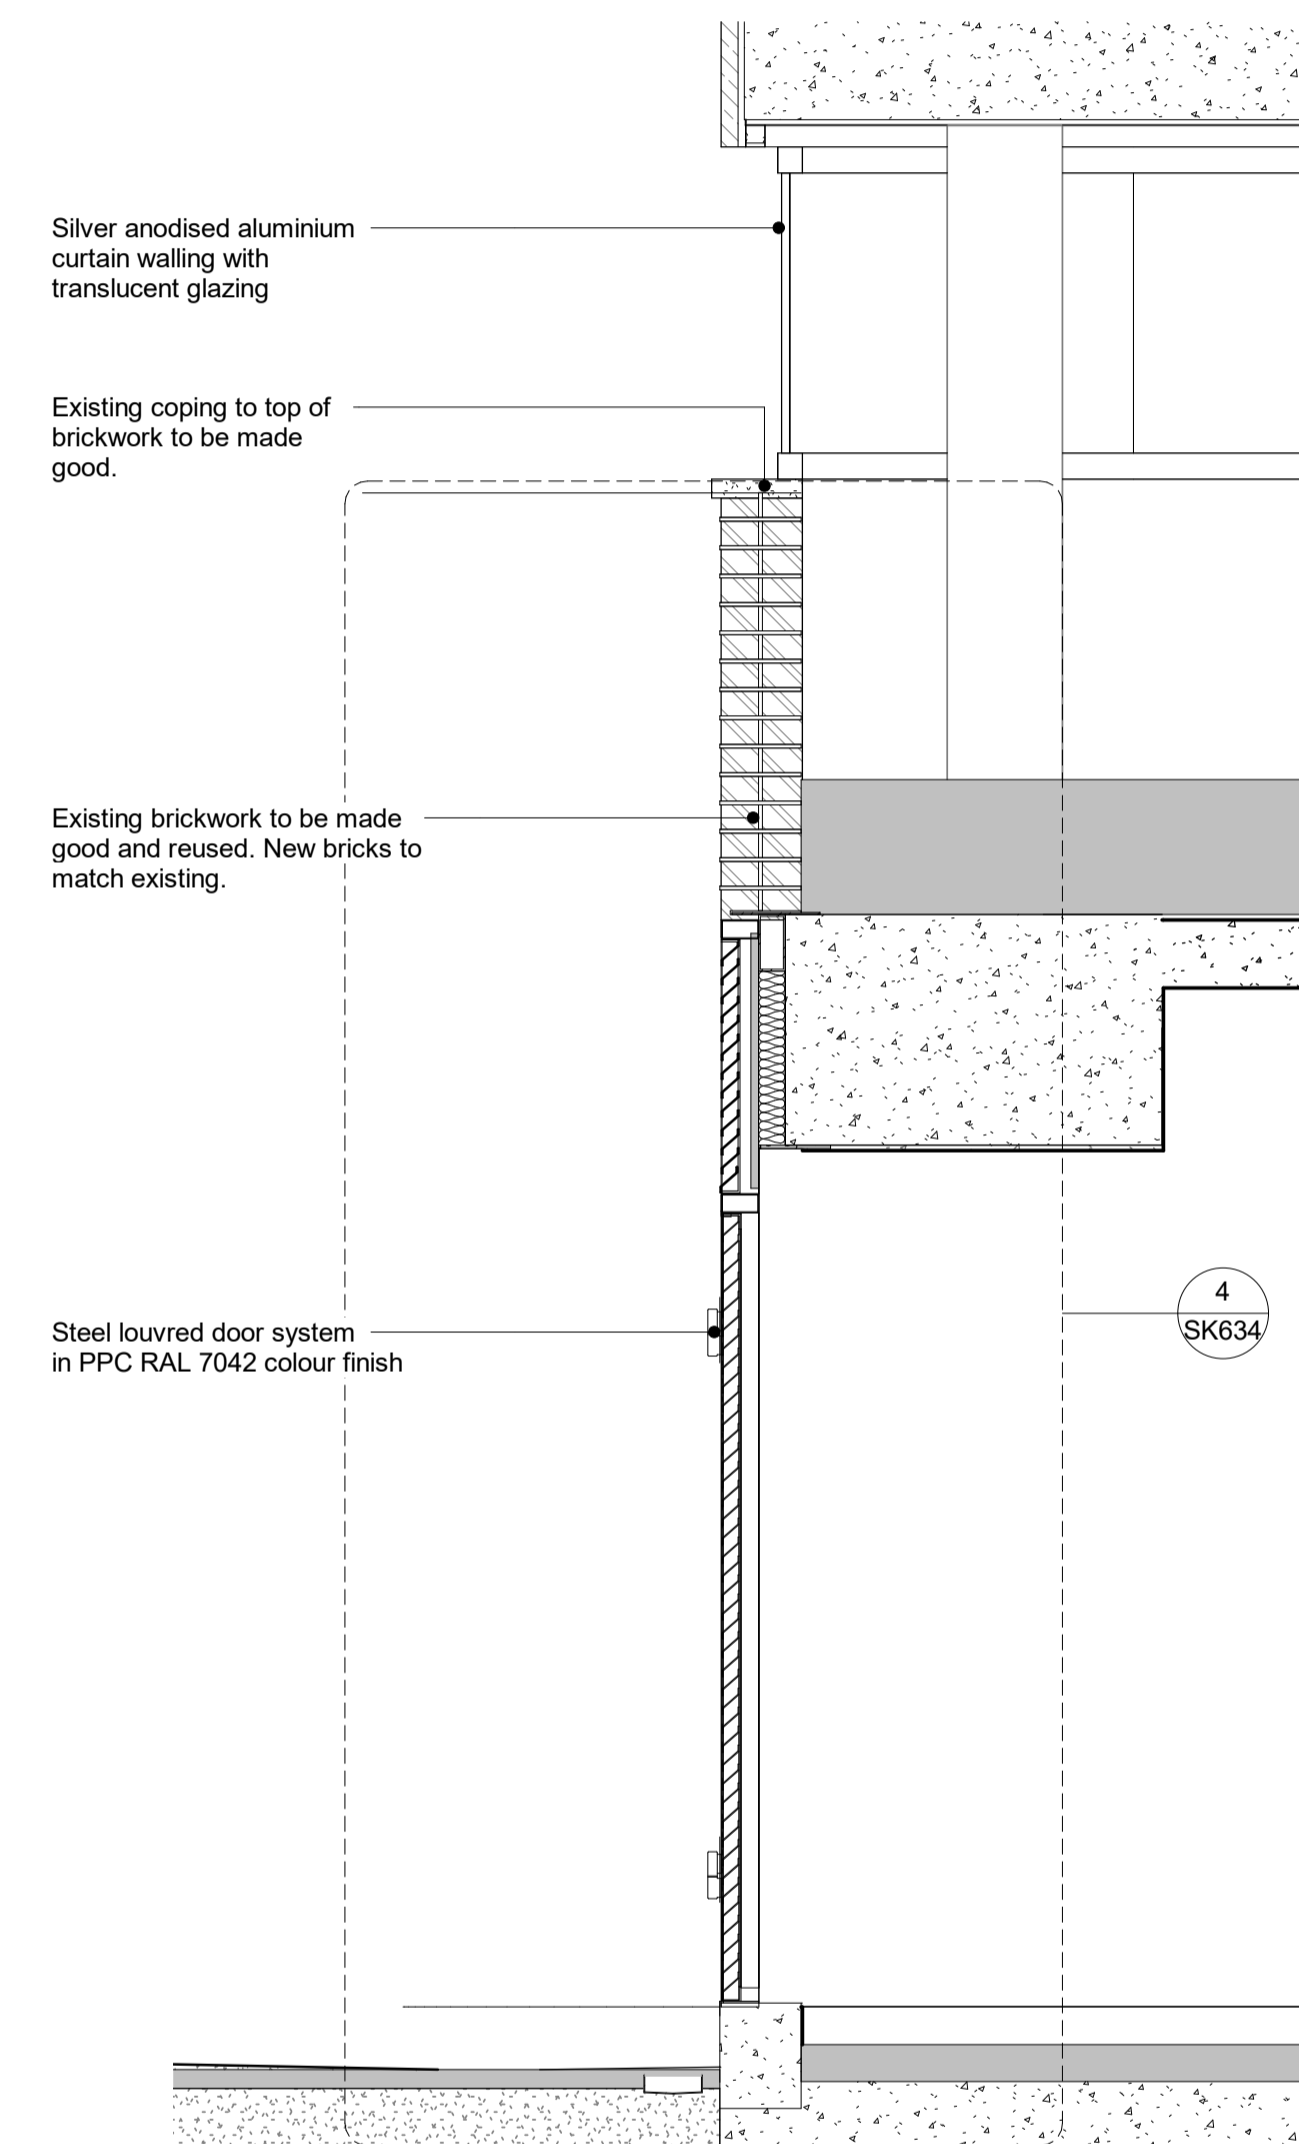 Silver anodised aluminium
curtain walling with
translucent glazing
Existing coping to top of
brickwork to be made
good.
Existing brickwork to be made
good and reused. New bricks to
match existing.
4
SK634
Steel louvred door system
in PPC RAL 7042 colour finish